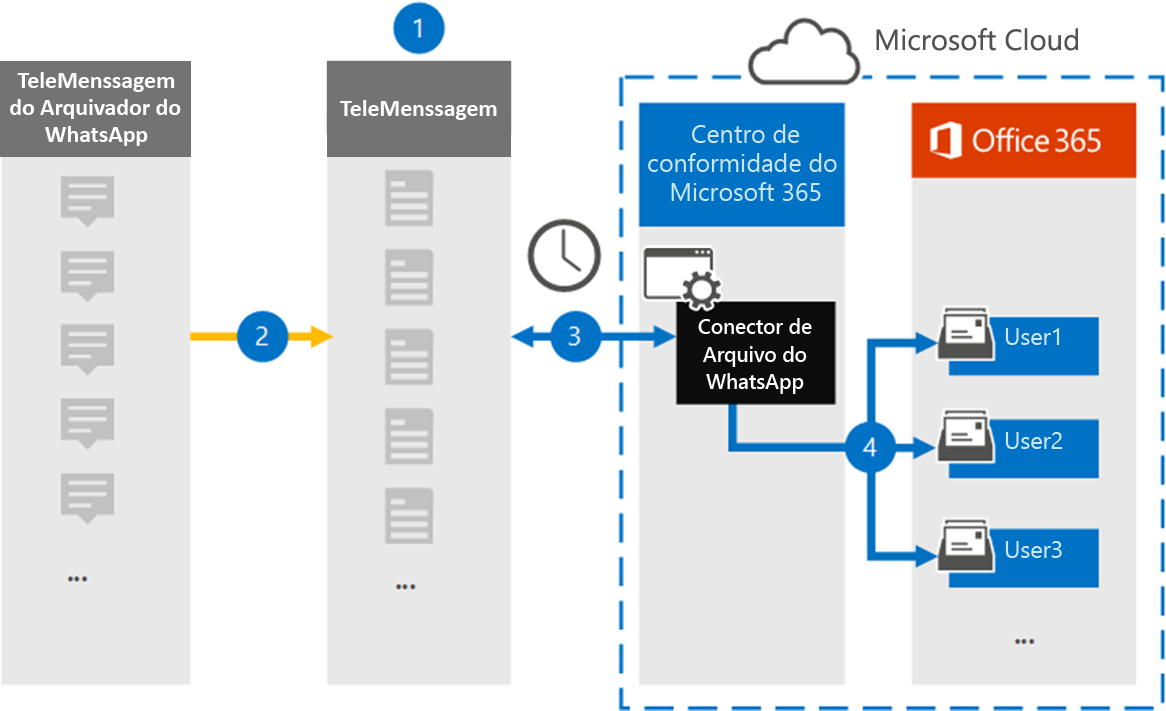 1
Microsoft Cloud
TeleMenssagem
do Arquivador do
WhatsApp
TeleMenssagem
Centro de
conformidade do
Microsoft 365
Office 365
2
3
Conector de
Arquivo do
WhatsApp
4
User1
User2
User3
...
...
...